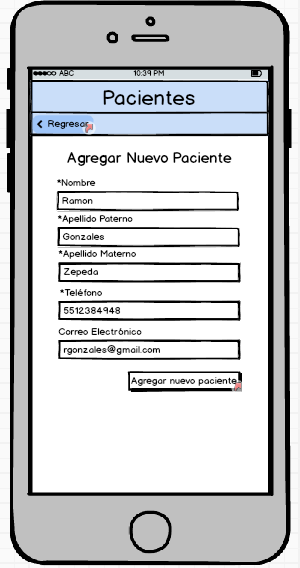 ABC 10:39 PM
Pacientes
Regresar
Agregar Nuevo Paciente
*Nombre
Ramon
*Apellido Paterno
Gonzales
*Apellido Materno
Zepeda
*Teléfono
5512384948
Correo Electrónico
rgonzales@gmail.com
Agregar nuevo paciente